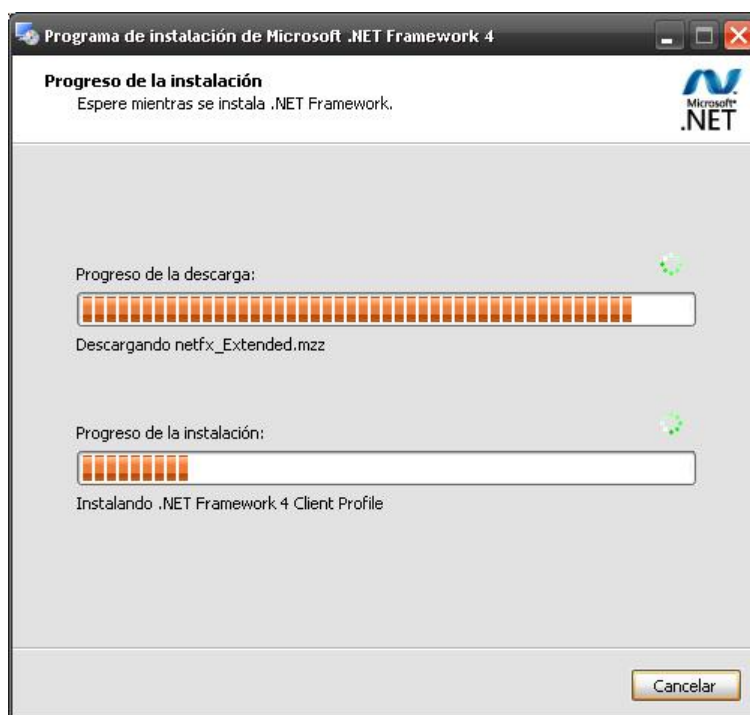 Programa de instalación de Microsoft .NET Framework 4
Progreso de la instalación
Espere mientras se instala .NET Framework.
Microsoft®
.NET
Progreso de la descarga:
Descargando netfx_Extended.mzz
Progreso de la instalación:
Instalando .NET Framework 4 Client Profile
Cancelar